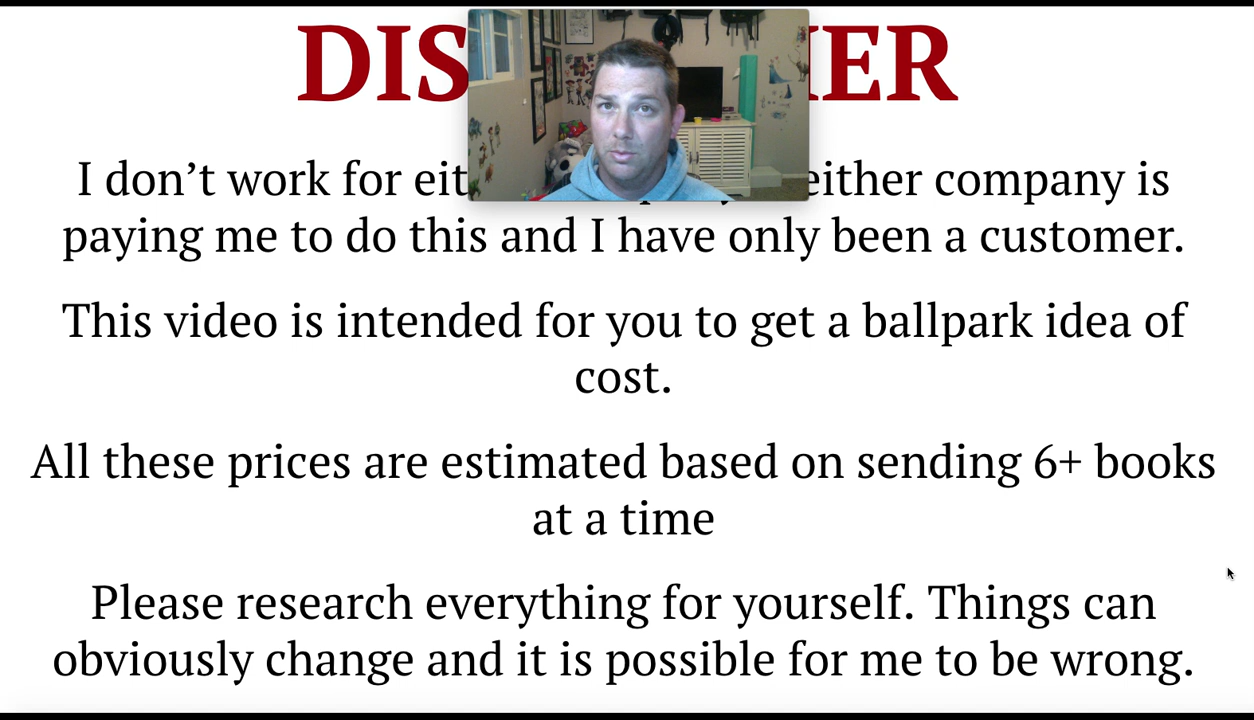 DIS ER
I don’t work for eit either company is
paying me to do this and I have only been a customer.
This video is intended for you to get a ballpark idea of
cost.
All these prices are estimated based on sending 6+ books
at a time
Please research everything for yourself. Things can
obviously change and it is possible for me to be wrong.